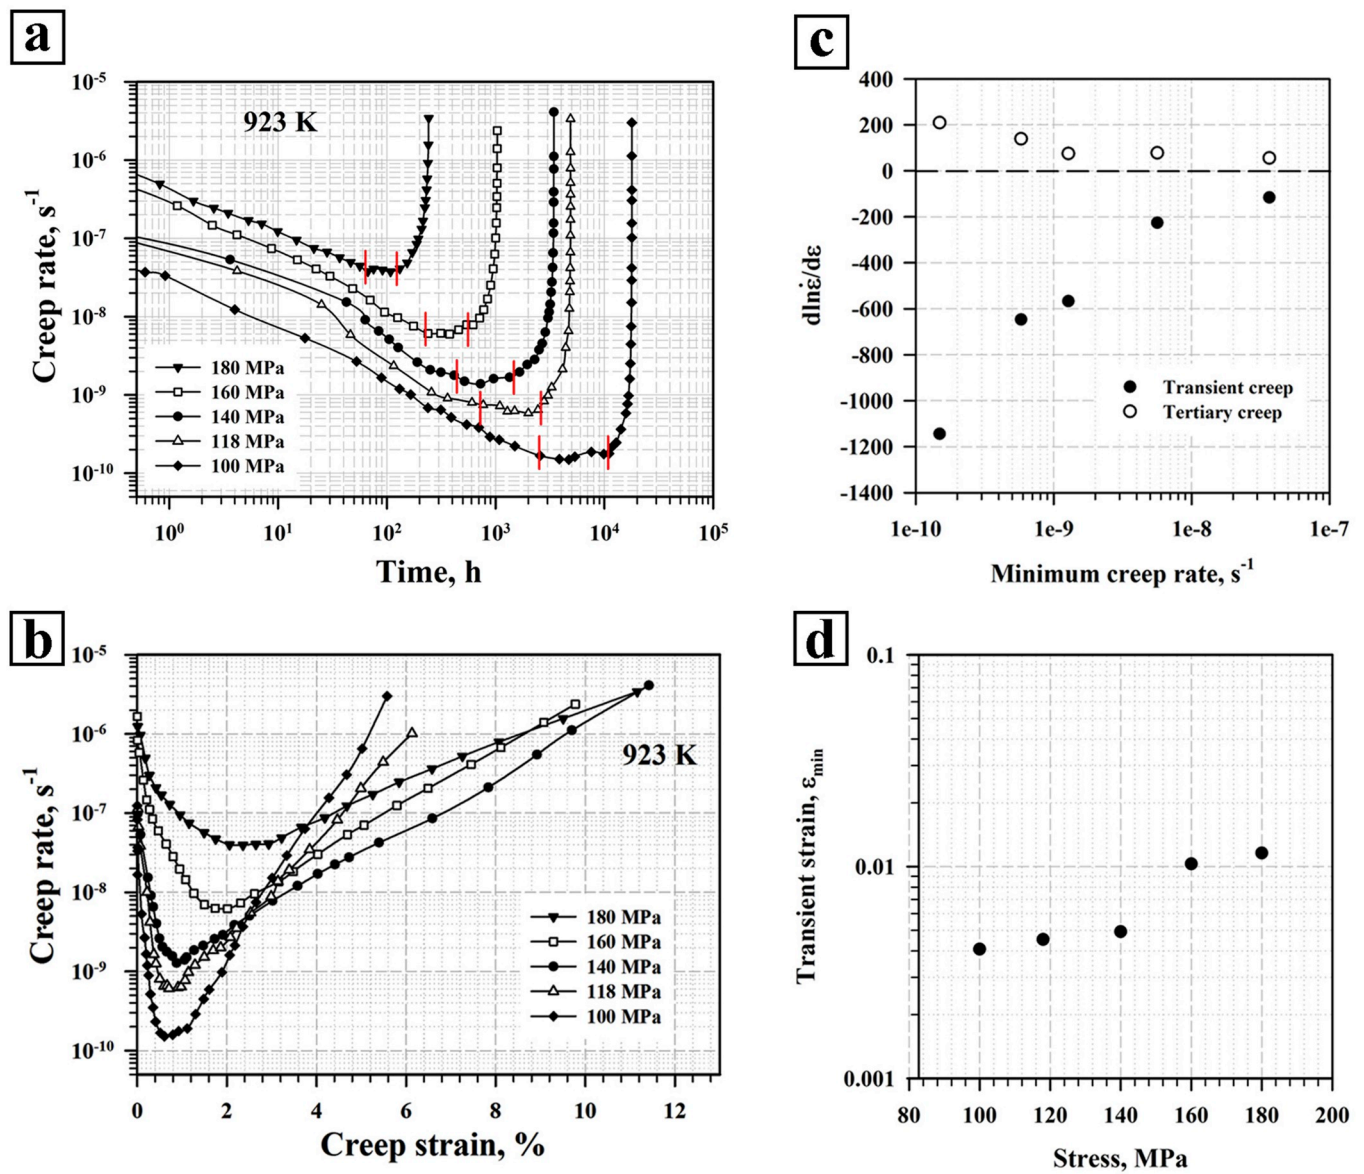 a
10⁻⁵
10⁻⁶
10⁻⁷
10⁻⁸
10⁻⁹
10⁻¹⁰
Creep rate, s⁻¹
923 K
180 MPa
160 MPa
140 MPa
118 MPa
100 MPa
10⁰ 10¹ 10² 10³ 10⁴ 10⁵
Time, h
b
10⁻⁵
10⁻⁶
10⁻⁷
10⁻⁸
10⁻⁹
10⁻¹⁰
Creep rate, s⁻¹
923 K
180 MPa
160 MPa
140 MPa
118 MPa
100 MPa
0 2 4 6 8 10 12
Creep strain, %
c
400
200
0
-200
-400
-600
-800
-1000
-1200
-1400
dlnε̇/dε
Transient creep
Tertiary creep
1e-10 1e-9 1e-8 1e-7
Minimum creep rate, s⁻¹
d
0.1
0.01
0.001
Transient strain, εmin
80 100 120 140 160 180 200
Stress, MPa